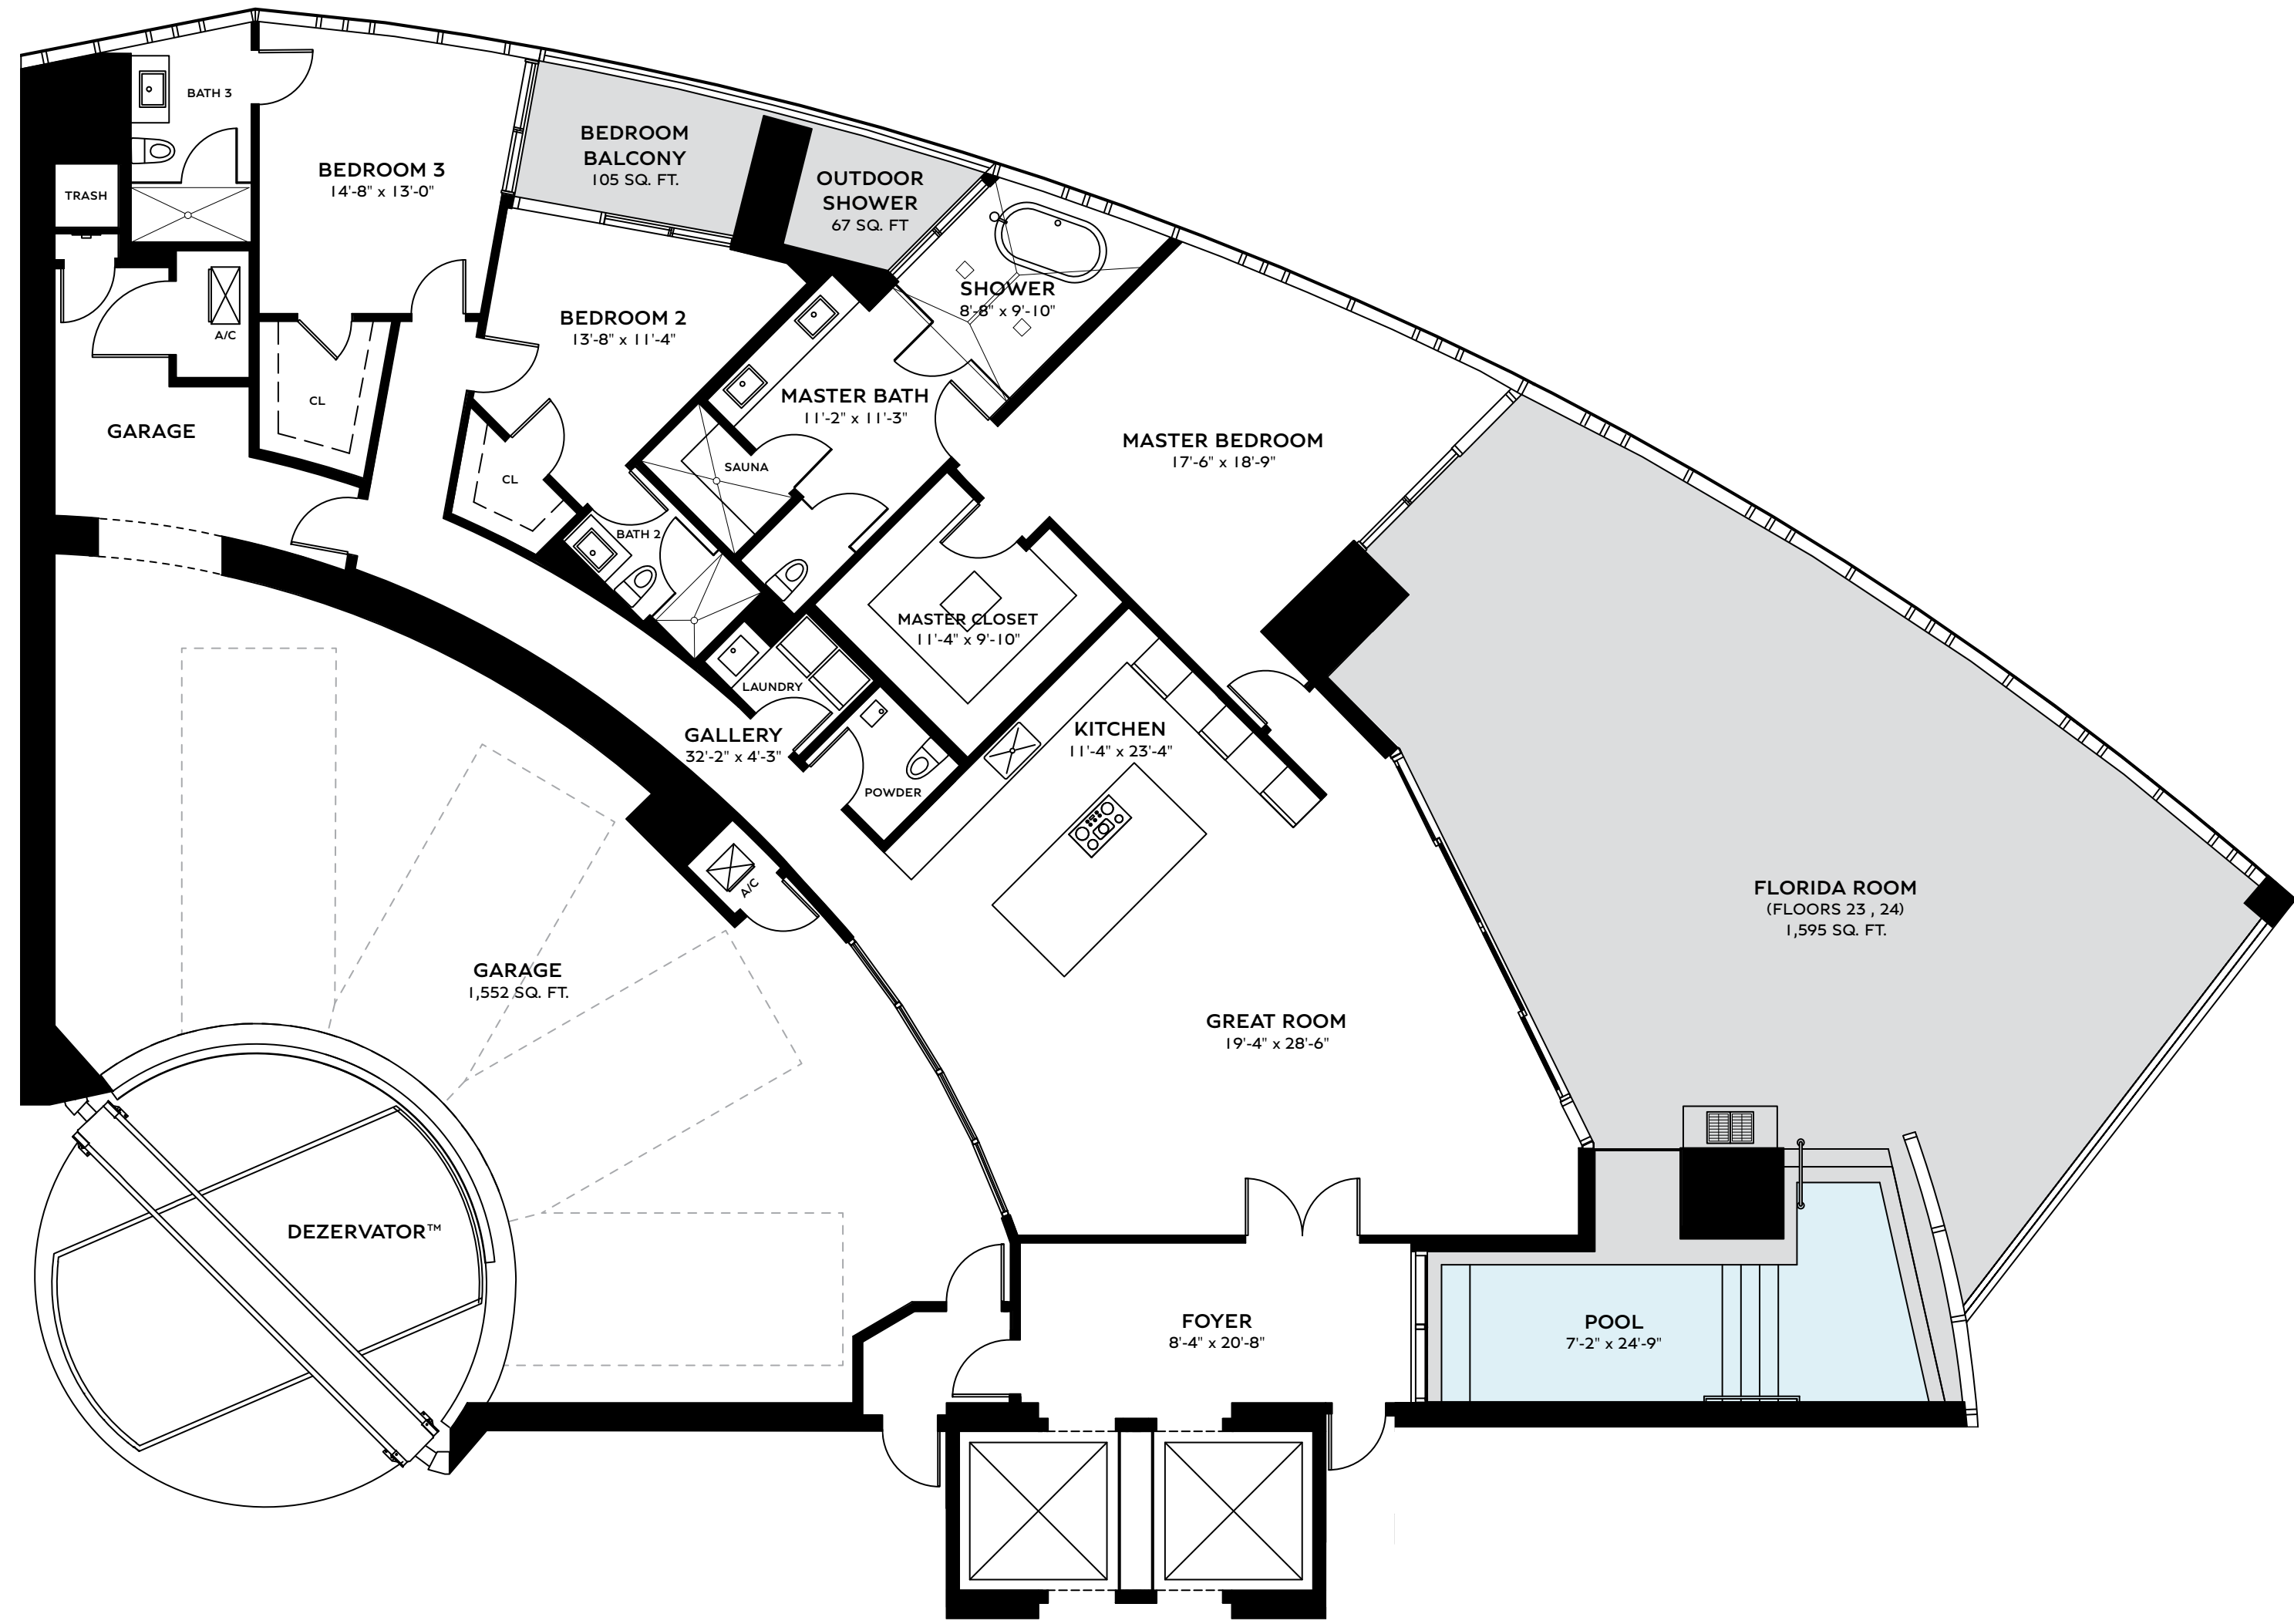 BATH 3
BEDROOM 3
14'-8" x 13'-0"
BEDROOM
BALCONY
105 SQ. FT.
OUTDOOR
SHOWER
67 SQ. FT
TRASH
A/C
CL
GARAGE
BEDROOM 2
13'-8" x 11'-4"
SHOWER
8'-8" x 9'-10"
MASTER BATH
11'-2" x 11'-3"
MASTER BEDROOM
17'-6" x 18'-9"
SAUNA
CL
BATH 2
MASTER CLOSET
11'-4" x 9'-10"
LAUNDRY
GALLERY
32'-2" x 4'-3"
POWDER
KITCHEN
11'-4" x 23'-4"
A/C
FLORIDA ROOM
(FLOORS 23 , 24)
1,595 SQ. FT.
GARAGE
1,552 SQ. FT.
GREAT ROOM
19'-4" x 28'-6"
DEZERVATOR™
FOYER
8'-4" x 20'-8"
POOL
7'-2" x 24'-9"